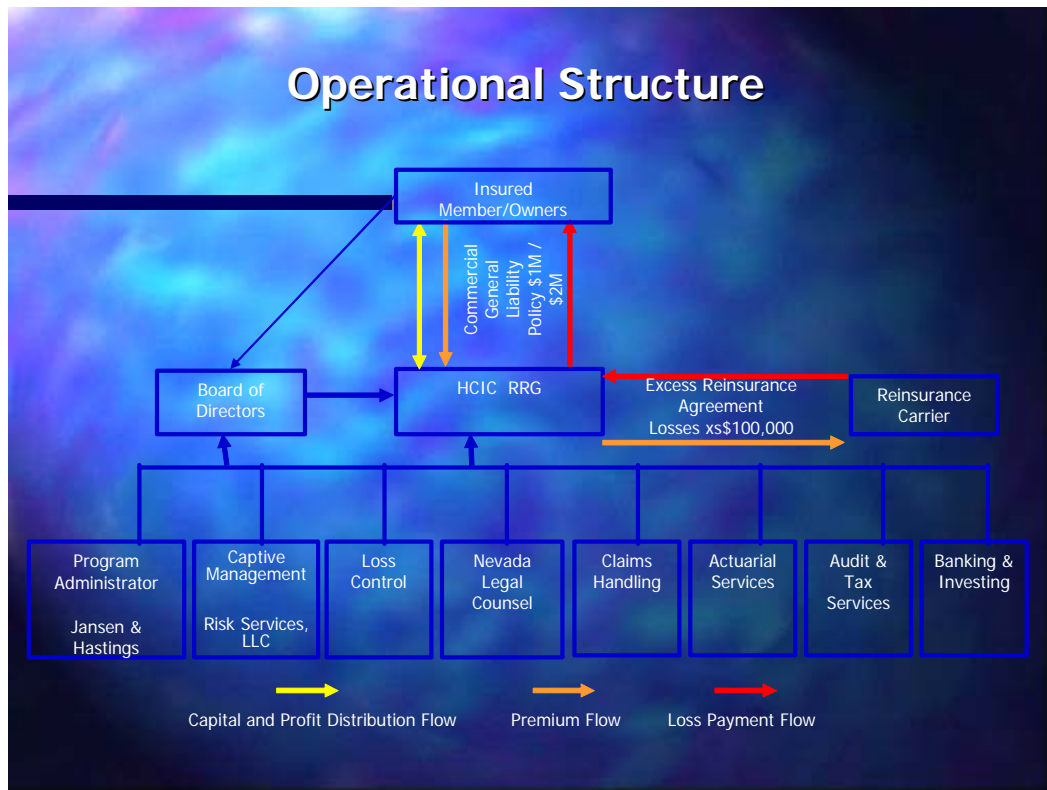 Operational Structure
Insured
Member/Owners
Commercial
General
Liability
Policy $1M /
$2M
Board of
Directors
HCIC RRG
Excess Reinsurance
Agreement
Losses xs$100,000
Reinsurance
Carrier
Program
Administrator
Jansen &
Hastings
Captive
Management
Risk Services,
LLC
Loss
Control
Nevada
Legal
Counsel
Claims
Handling
Actuarial
Services
Audit &
Tax
Services
Banking &
Investing
Capital and Profit Distribution Flow
Premium Flow
Loss Payment Flow